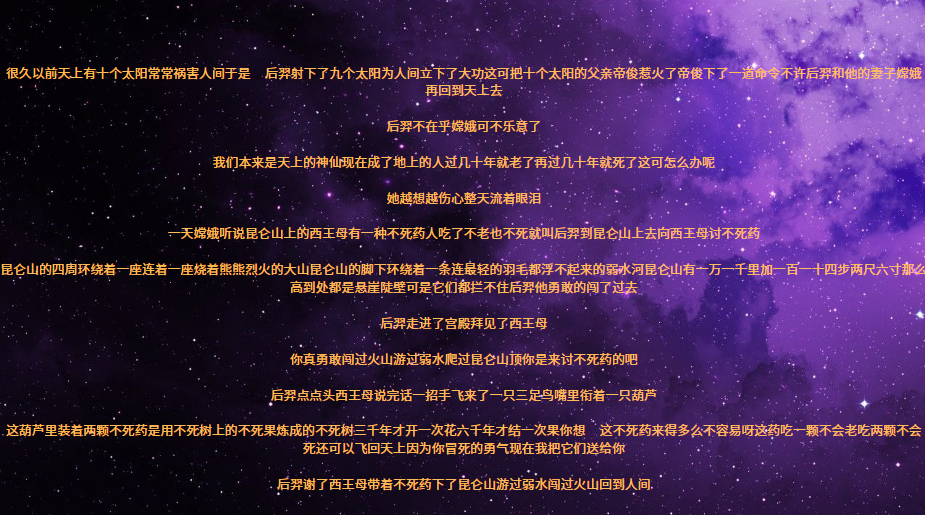 很久以前天上有十个太阳常常祸害人间于是　后羿射下了九个太阳为人间立下了大功这可把十个太阳的父亲帝俊惹火了帝俊下了一道命令不许后羿和他的妻子嫦娥
再回到天上去
后羿不在乎嫦娥可不乐意了
我们本来是天上的神仙现在成了地上的人过几十年就老了再过几十年就死了这可怎么办呢
她越想越伤心整天流着眼泪
一天嫦娥听说昆仑山上的西王母有一种不死药人吃了不老也不死就叫后羿到昆仑山上去向西王母讨不死药
昆仑山的四周环绕着一座连着一座烧着熊熊烈火的大山昆仑山的脚下环绕着一条连最轻的羽毛都浮不起来的弱水河昆仑山有一万一千里加一百一十四步两尺六寸那么
高到处都是悬崖陡壁可是它们都拦不住后羿他勇敢的闯了过去
后羿走进了宫殿拜见了西王母
你真勇敢闯过火山游过弱水爬过昆仑山顶你是来讨不死药的吧
后羿点点头西王母说完话一招手飞来了一只三足鸟嘴里衔着一只葫芦
这葫芦里装着两颗不死药是用不死树上的不死果炼成的不死树三千年才开一次花六千年才结一次果你想　这不死药来得多么不容易呀这药吃一颗不会老吃两颗不会
死还可以飞回天上因为你冒死的勇气现在我把它们送给你
后羿谢了西王母带着不死药下了昆仑山游过弱水闯过火山回到人间